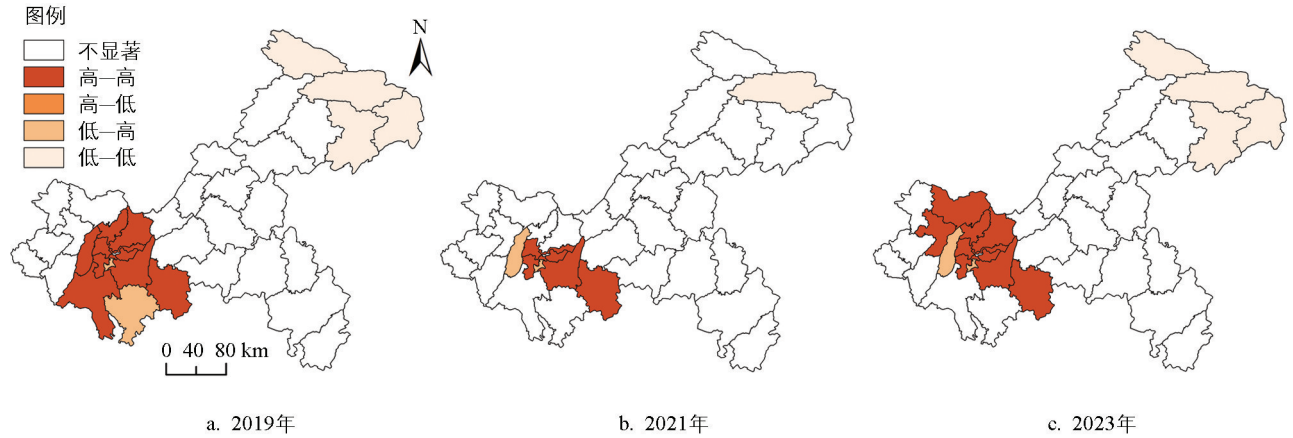 图例
不显著
高—高
高—低
低—高
低—低
N
0 40 80 km
a. 2019年
b. 2021年
c. 2023年